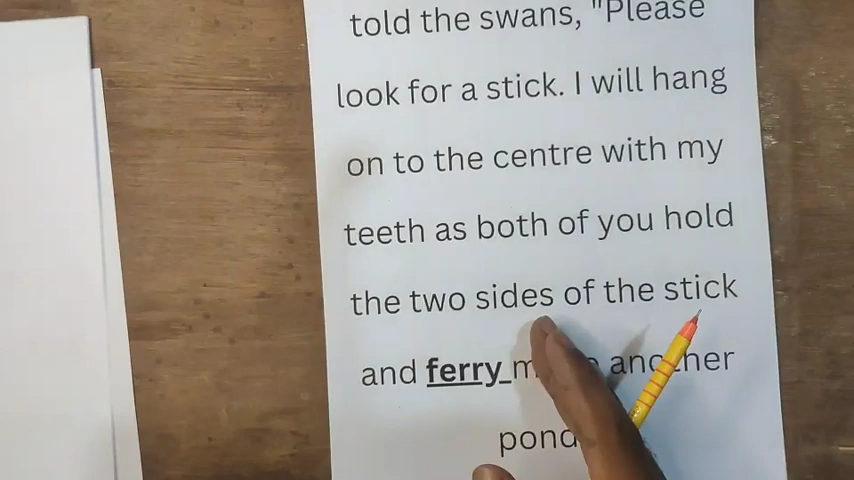 told the swans, "Please
look for a stick. I will hang
on to the centre with my
teeth as both of you hold
the two sides of the stick
and ferry another
pond